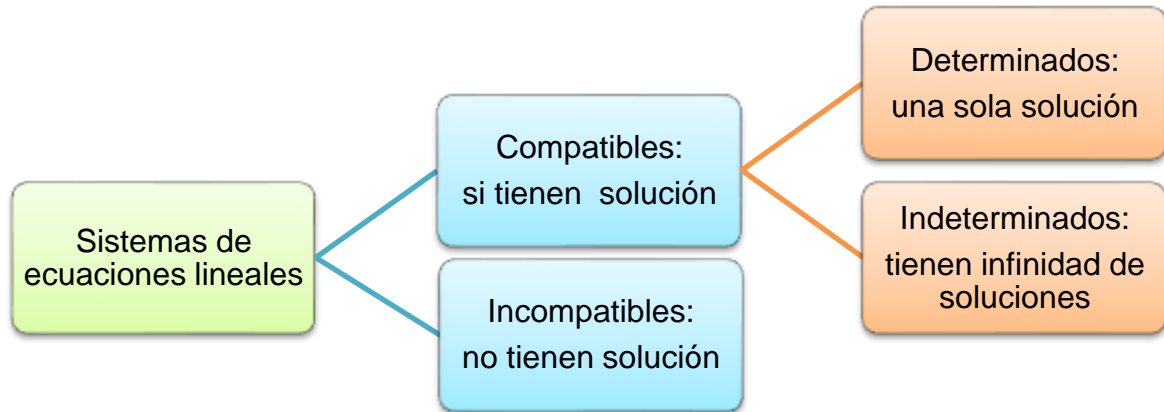 Sistemas de
ecuaciones lineales
Compatibles:
si tienen solución
Incompatibles:
no tienen solución
Determinados:
una sola solución
Indeterminados:
tienen infinidad de
soluciones